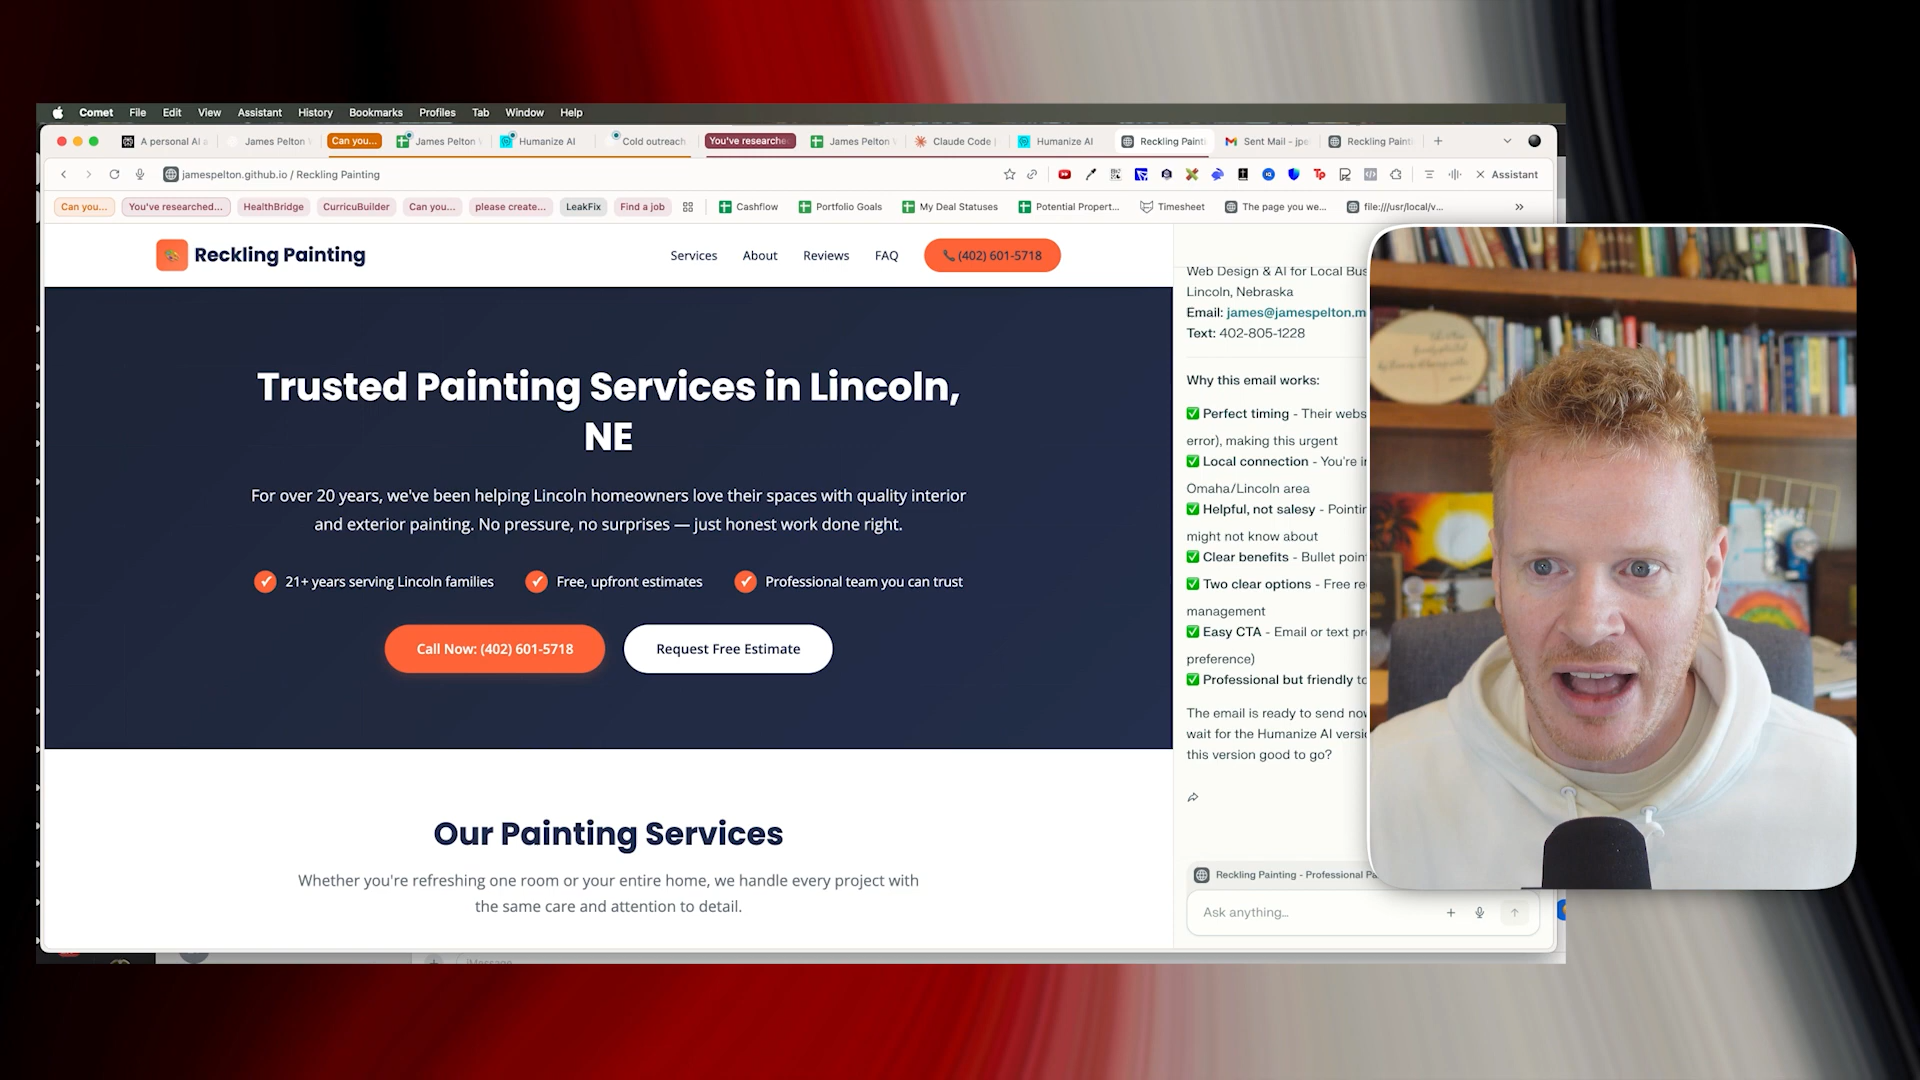 Comet File Edit View Assistant History Bookmarks Profiles Tab Window Help
A personal AI a
James Pelton
Can you...
James Pelton
Humanize AI
Cold outreach
You've researche
James Pelton
Claude Code
Humanize AI
Reckling Painti
Sent Mail - jpe
Reckling Paint
jamespelton.github.io / Reckling Painting
Assistant
Can you... You've researched... HealthBridge CurricuBuilder Can you... please create... LeakFix Find a job Cashflow Portfolio Goals My Deal Statuses Potential Propert... Timesheet The page you we... file:///usr/local/v...
Reckling Painting
Services About Reviews FAQ (402) 601-5718
Trusted Painting Services in Lincoln,
NE
For over 20 years, we've been helping Lincoln homeowners love their spaces with quality interior
and exterior painting. No pressure, no surprises — just honest work done right.
21+ years serving Lincoln families Free, upfront estimates Professional team you can trust
Call Now: (402) 601-5718 Request Free Estimate
Our Painting Services
Whether you're refreshing one room or your entire home, we handle every project with
the same care and attention to detail.
Web Design & AI for Local Bus
Lincoln, Nebraska
Email: james@jamespelton.m
Text: 402-805-1228
Why this email works:
Perfect timing - Their webs
error), making this urgent
Local connection - You're i
Omaha/Lincoln area
Helpful, not salesy - Pointin
might not know about
Clear benefits - Bullet poin
Two clear options - Free re
management
Easy CTA - Email or text pr
preference)
Professional but friendly to
The email is ready to send now
wait for the Humanize AI versi
this version good to go?
Reckling Painting - Professional Pa
Ask anything...